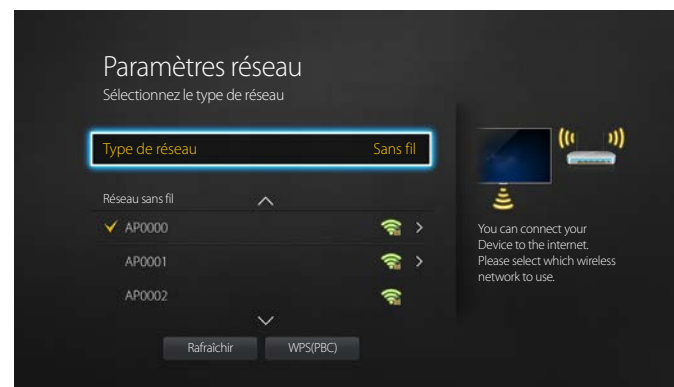 Paramètres réseau
Sélectionnez le type de réseau
Type de réseau Sans fil
Réseau sans fil
AP0000
AP0001
AP0002
Rafraîchir WPS(PBC)
You can connect your
Device to the internet.
Please select which wireless
network to use.